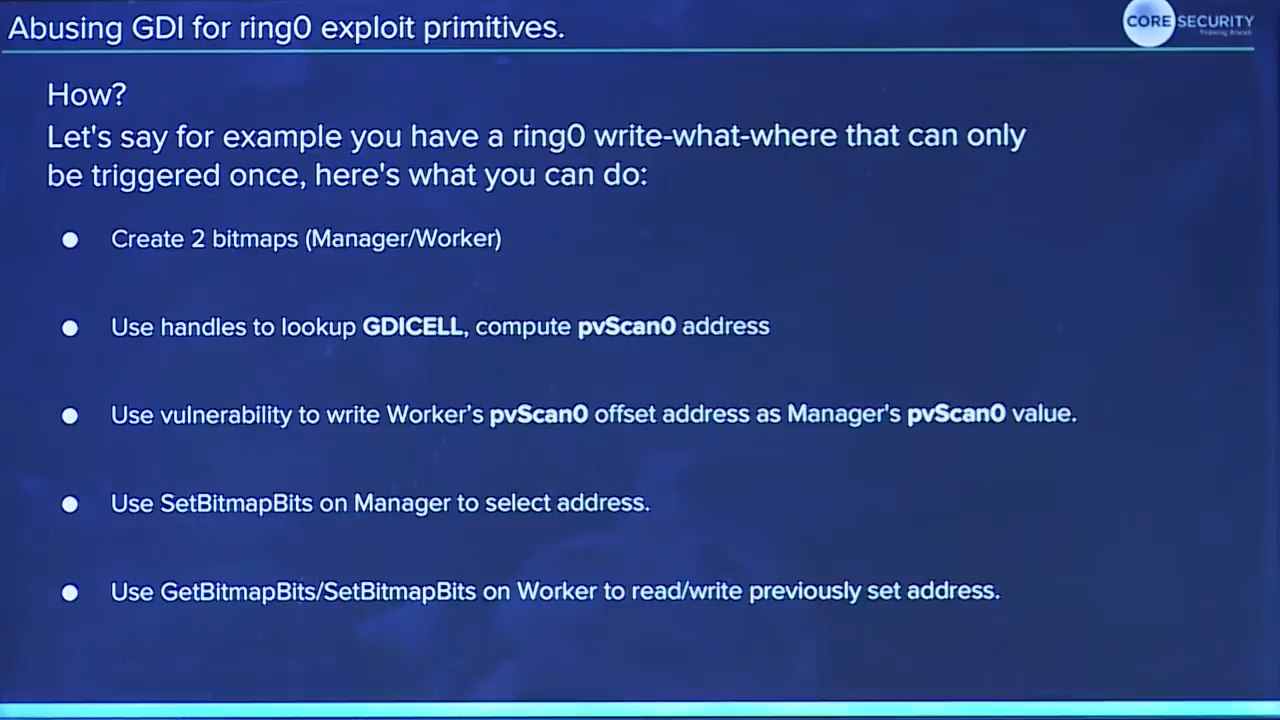 Abusing GDI for ring0 exploit primitives.
CORE SECURITY
How?
Let's say for example you have a ring0 write-what-where that can only
be triggered once, here's what you can do:
● Create 2 bitmaps (Manager/Worker)
● Use handles to lookup GDICELL, compute pvScan0 address
● Use vulnerability to write Worker's pvScan0 offset address as Manager's pvScan0 value.
● Use SetBitmapBits on Manager to select address.
● Use GetBitmapBits/SetBitmapBits on Worker to read/write previously set address.